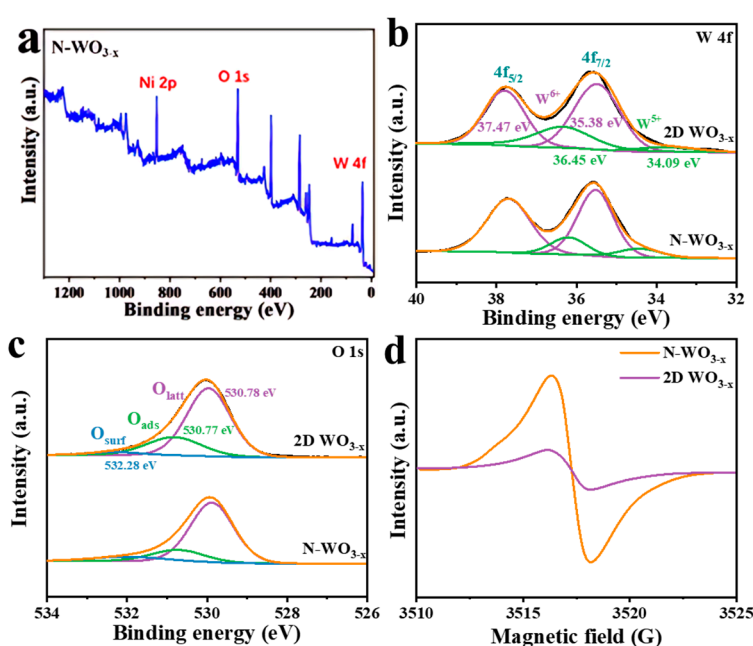 a
N-WO₃₋ₓ
Ni 2p
O 1s
W 4f
Intensity (a.u.)
1200 1000 800 600 400 200 0
Binding energy (eV)
b
W 4f
4f₅/₂
4f₇/₂
W⁶⁺
W⁵⁺
37.47 eV
35.38 eV
2D WO₃₋ₓ
36.45 eV
34.09 eV
N-WO₃₋ₓ
Intensity (a.u.)
40 38 36 34 32
Binding energy (eV)
c
O 1s
Oₗₐₜₜ
530.78 eV
Oₐdₛ
530.77 eV
Oₛᵤᵣf
2D WO₃₋ₓ
532.28 eV
N-WO₃₋ₓ
Intensity (a.u.)
534 532 530 528 526
Binding energy (eV)
d
N-WO₃₋ₓ
2D WO₃₋ₓ
Intensity (a.u.)
3510 3515 3520 3525
Magnetic field (G)